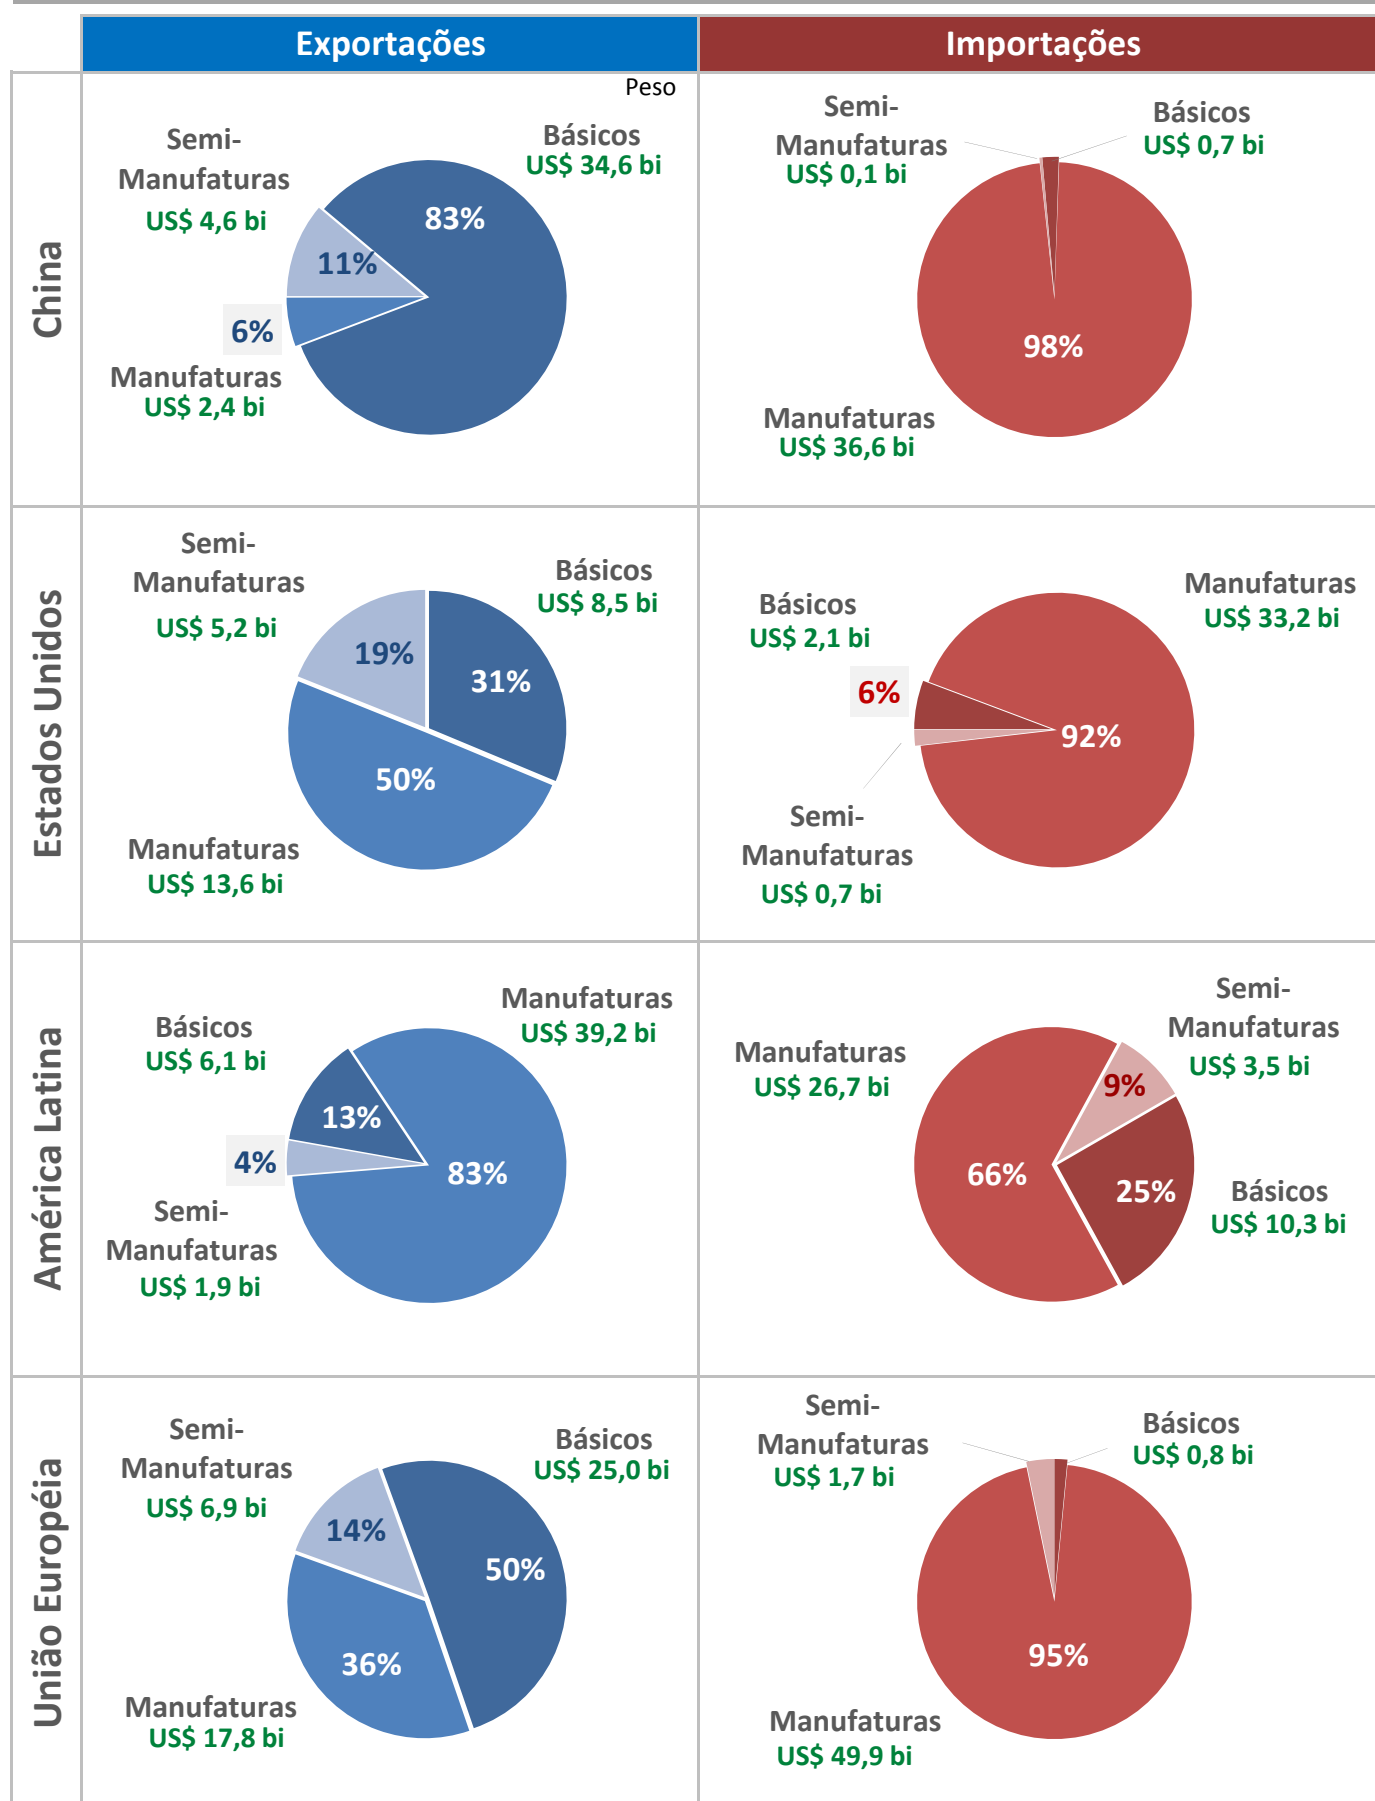 Exportações
Importações
China
Peso
Semi-
Manufaturas
US$ 4,6 bi
Básicos
US$ 34,6 bi
83%
11%
6%
Manufaturas
US$ 2,4 bi
Semi-
Manufaturas
US$ 0,1 bi
Básicos
US$ 0,7 bi
98%
Manufaturas
US$ 36,6 bi
Estados Unidos
Semi-
Manufaturas
US$ 5,2 bi
Básicos
US$ 8,5 bi
19%
31%
50%
Manufaturas
US$ 13,6 bi
Básicos
US$ 2,1 bi
Manufaturas
US$ 33,2 bi
6%
92%
Semi-
Manufaturas
US$ 0,7 bi
América Latina
Básicos
US$ 6,1 bi
Manufaturas
US$ 39,2 bi
13%
4%
83%
Semi-
Manufaturas
US$ 1,9 bi
Manufaturas
US$ 26,7 bi
Semi-
Manufaturas
US$ 3,5 bi
9%
66%
25%
Básicos
US$ 10,3 bi
União Européia
Semi-
Manufaturas
US$ 6,9 bi
Básicos
US$ 25,0 bi
14%
50%
36%
Manufaturas
US$ 17,8 bi
Semi-
Manufaturas
US$ 1,7 bi
Básicos
US$ 0,8 bi
95%
Manufaturas
US$ 49,9 bi